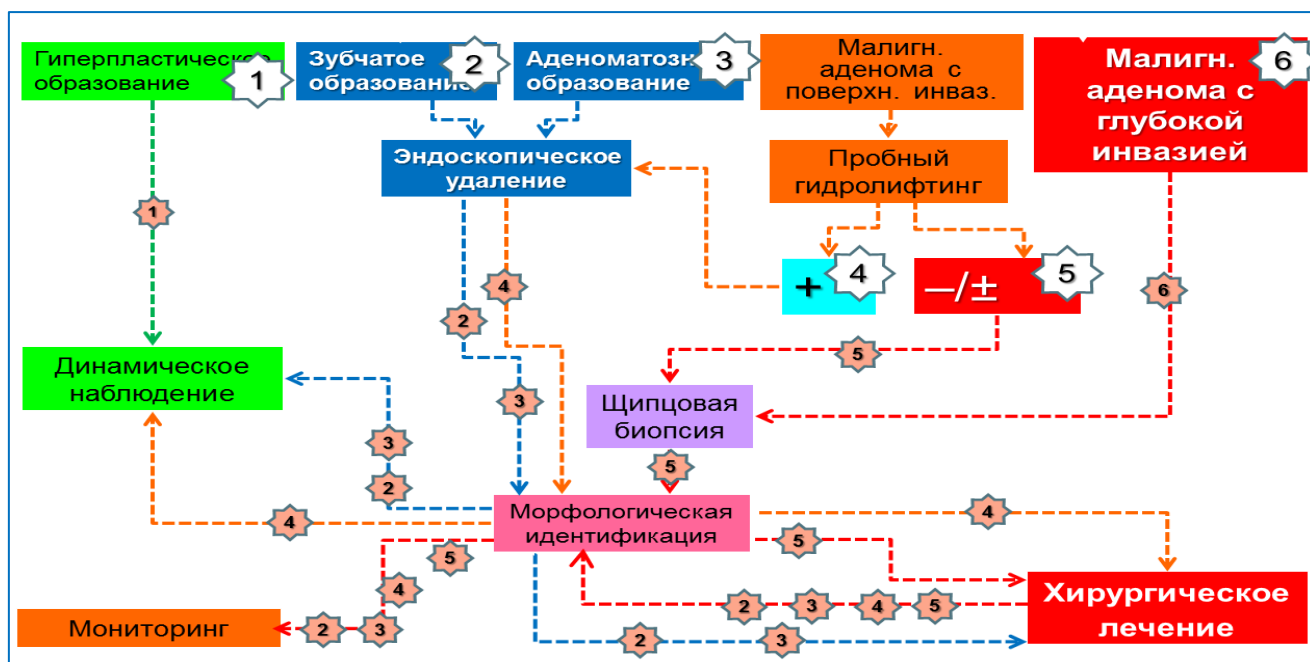 Гиперпластическое
образование
1
Зубчатое
образование
2
Аденоматозн
образование
3
Малигн.
аденома с
поверхн. инваз.
Малигн.
аденома с
глубокой
инвазией
6
Эндоскопическое
удаление
Пробный
гидролифтинг
1
+
4
–/±
5
4
2
6
Динамическое
наблюдение
5
3
Щипцовая
биопсия
3
2
5
4
Морфологическая
идентификация
4
5
5
4
2
3
4
5
Хирургическое
лечение
Мониторинг
2
3
2
3